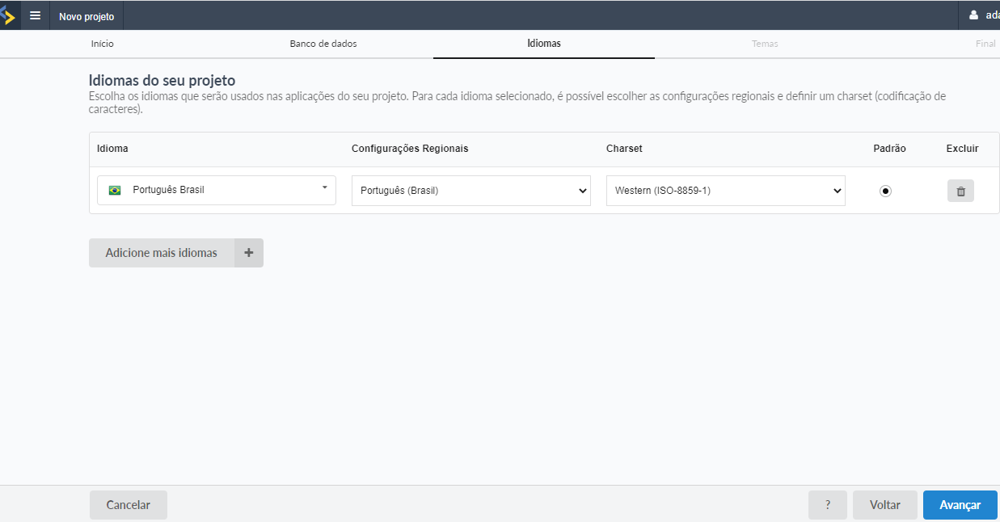 Novo projeto
Início
Banco de dados
Idiomas
Temas
Final
Idiomas do seu projeto
Escolha os idiomas que serão usados nas aplicações do seu projeto. Para cada idioma selecionado, é possível escolher as configurações regionais e definir um charset (codificação de
caracteres).
Idioma
Configurações Regionais
Charset
Padrão
Excluir
Português Brasil
Português (Brasil)
Western (ISO-8859-1)
Adicione mais idiomas +
Cancelar
?
Voltar
Avançar